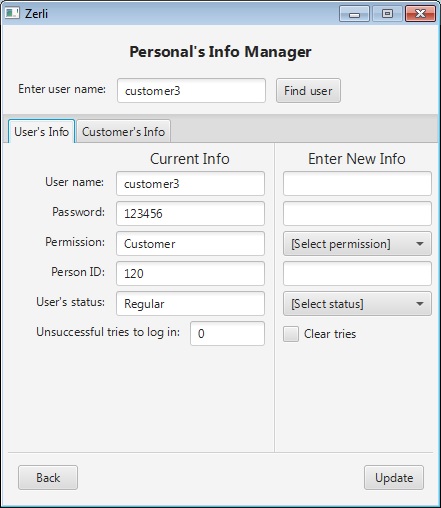 Zerli
Personal's Info Manager
Enter user name: customer3 Find user
User's Info Customer's Info
Current Info Enter New Info
User name: customer3
Password: 123456
Permission: Customer [Select permission]
Person ID: 120
User's status: Regular [Select status]
Unsuccessful tries to log in: 0 Clear tries
Back Update